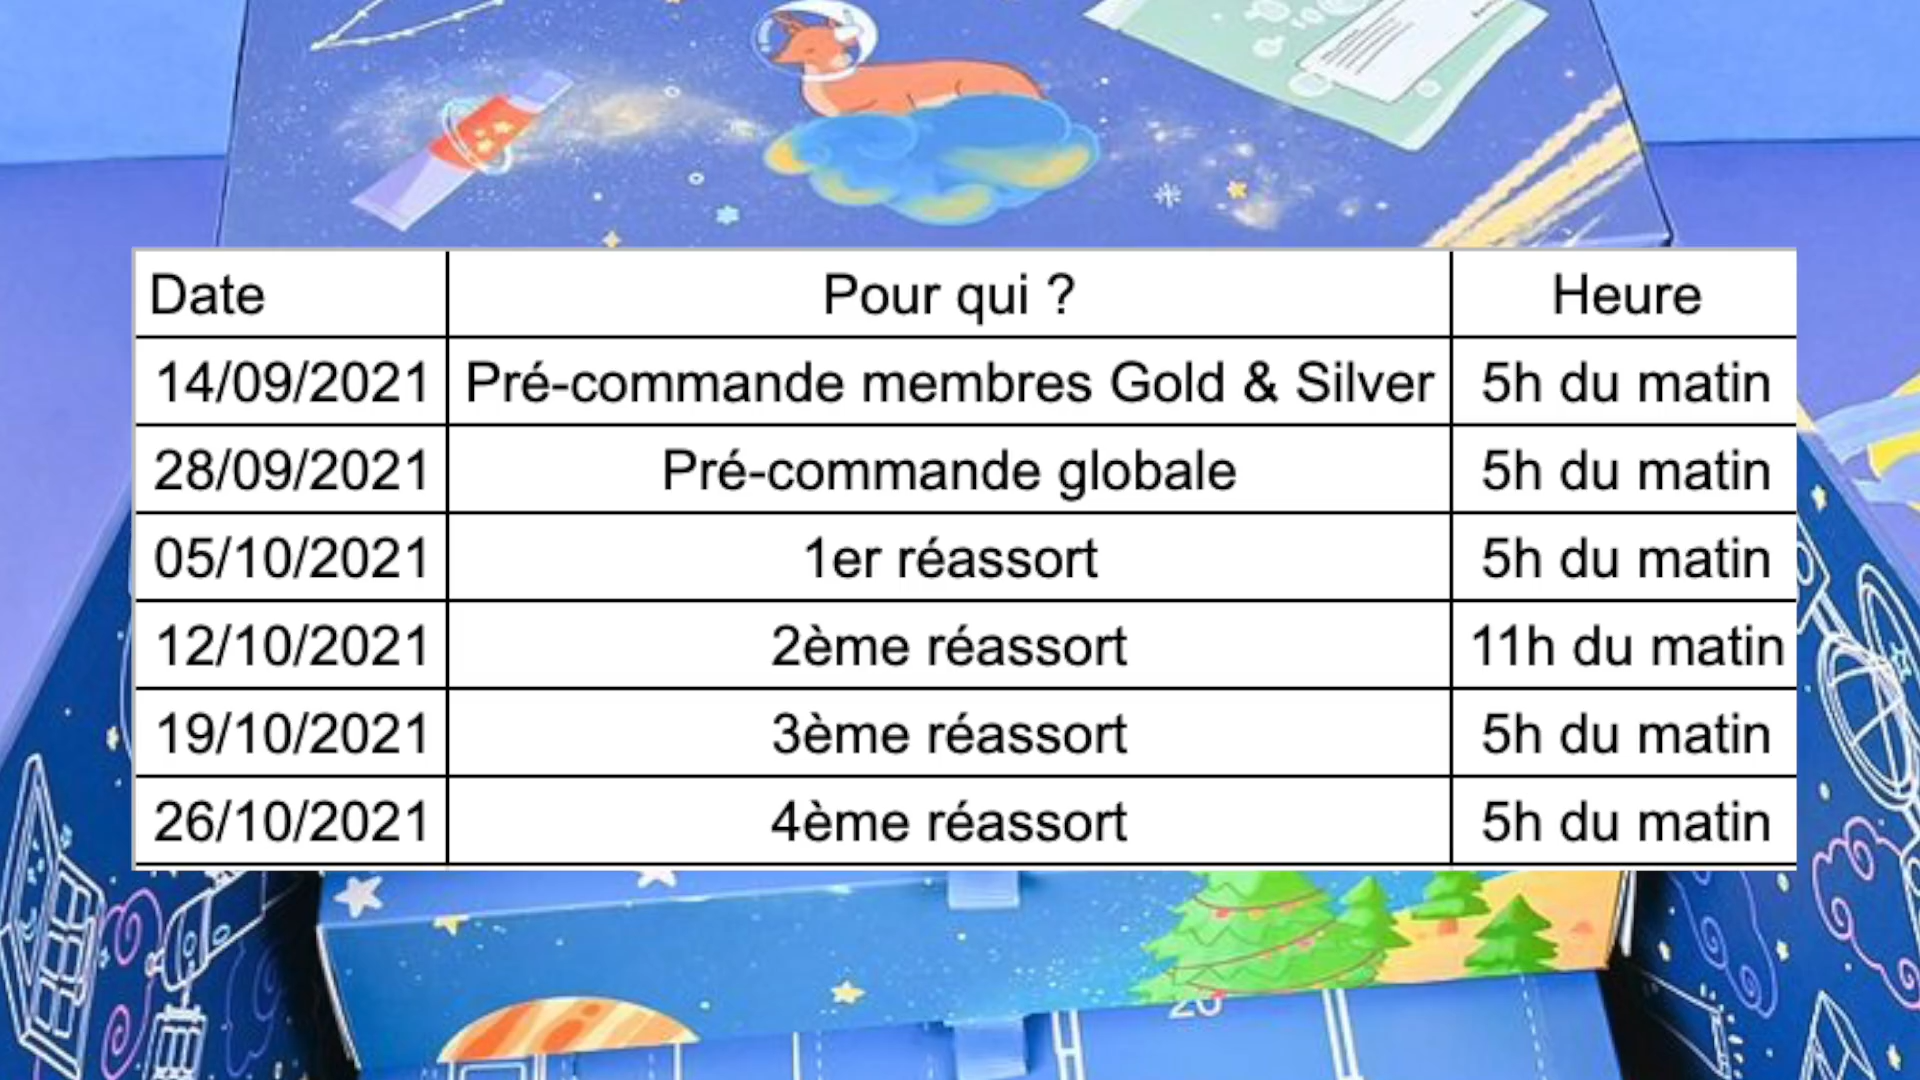 Date Pour qui ? Heure
14/09/2021 Pré-commande membres Gold & Silver 5h du matin
28/09/2021 Pré-commande globale 5h du matin
05/10/2021 1er réassort 5h du matin
12/10/2021 2ème réassort 11h du matin
19/10/2021 3ème réassort 5h du matin
26/10/2021 4ème réassort 5h du matin
20